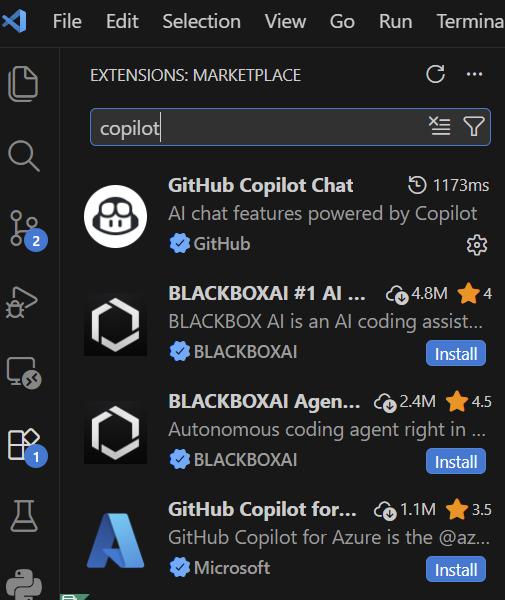 File Edit Selection View Go Run Termina
EXTENSIONS: MARKETPLACE
copilot
GitHub Copilot Chat 1173ms
AI chat features powered by Copilot
GitHub
2
BLACKBOXAI #1 AI ... 4.8M 4
BLACKBOX AI is an AI coding assist...
BLACKBOXAI Install
BLACKBOXAI Agen... 2.4M 4.5
Autonomous coding agent right in ...
1
BLACKBOXAI Install
GitHub Copilot for... 1.1M 3.5
GitHub Copilot for Azure is the @az...
Microsoft Install